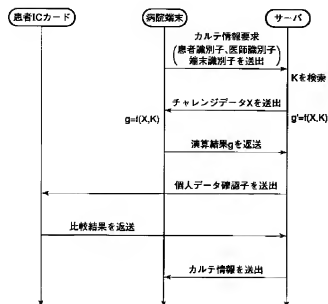 患者ICカード
病院端末
サーバ
カルテ情報要求
(患者識別子、医師識別子
端末識別子を送出)
Kを検索
チャレンジデータXを送出
g=f(X,K)
g'=f(X,K)
演算結果gを返送
個人データ確認子を送出
比較結果を返送
カルテ情報を送出